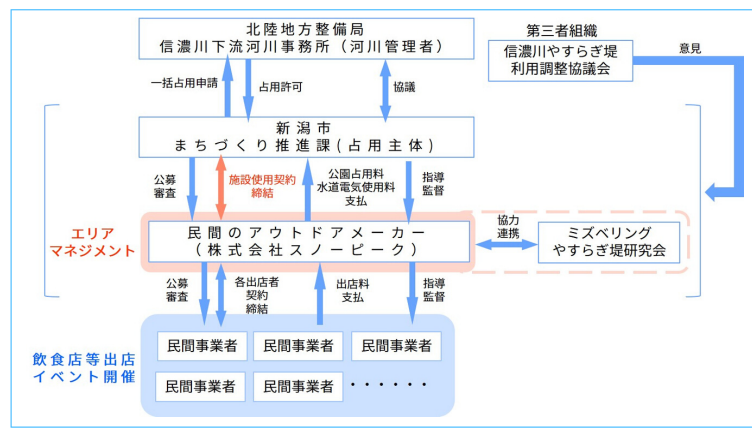 北陸地方整備局
信濃川下流河川事務所（河川管理者）
第三者組織
信濃川やすらぎ堤
利用調整協議会
意見
一括占用申請
占用許可
協議
新潟市
まちづくり推進課(占用主体)
公募
審査
施設使用契約
締結
公園占用料
水道電気使用料
支払
指導
監督
エリア
マネジメント
民間のアウトドアメーカー
（株式会社スノーピーク）
協力
連携
ミズベリング
やすらぎ堤研究会
公募
審査
各出店者
契約
締結
出店料
支払
指導
監督
飲食店等出店
イベント開催
民間事業者
民間事業者
民間事業者
民間事業者
民間事業者
・・・・・・